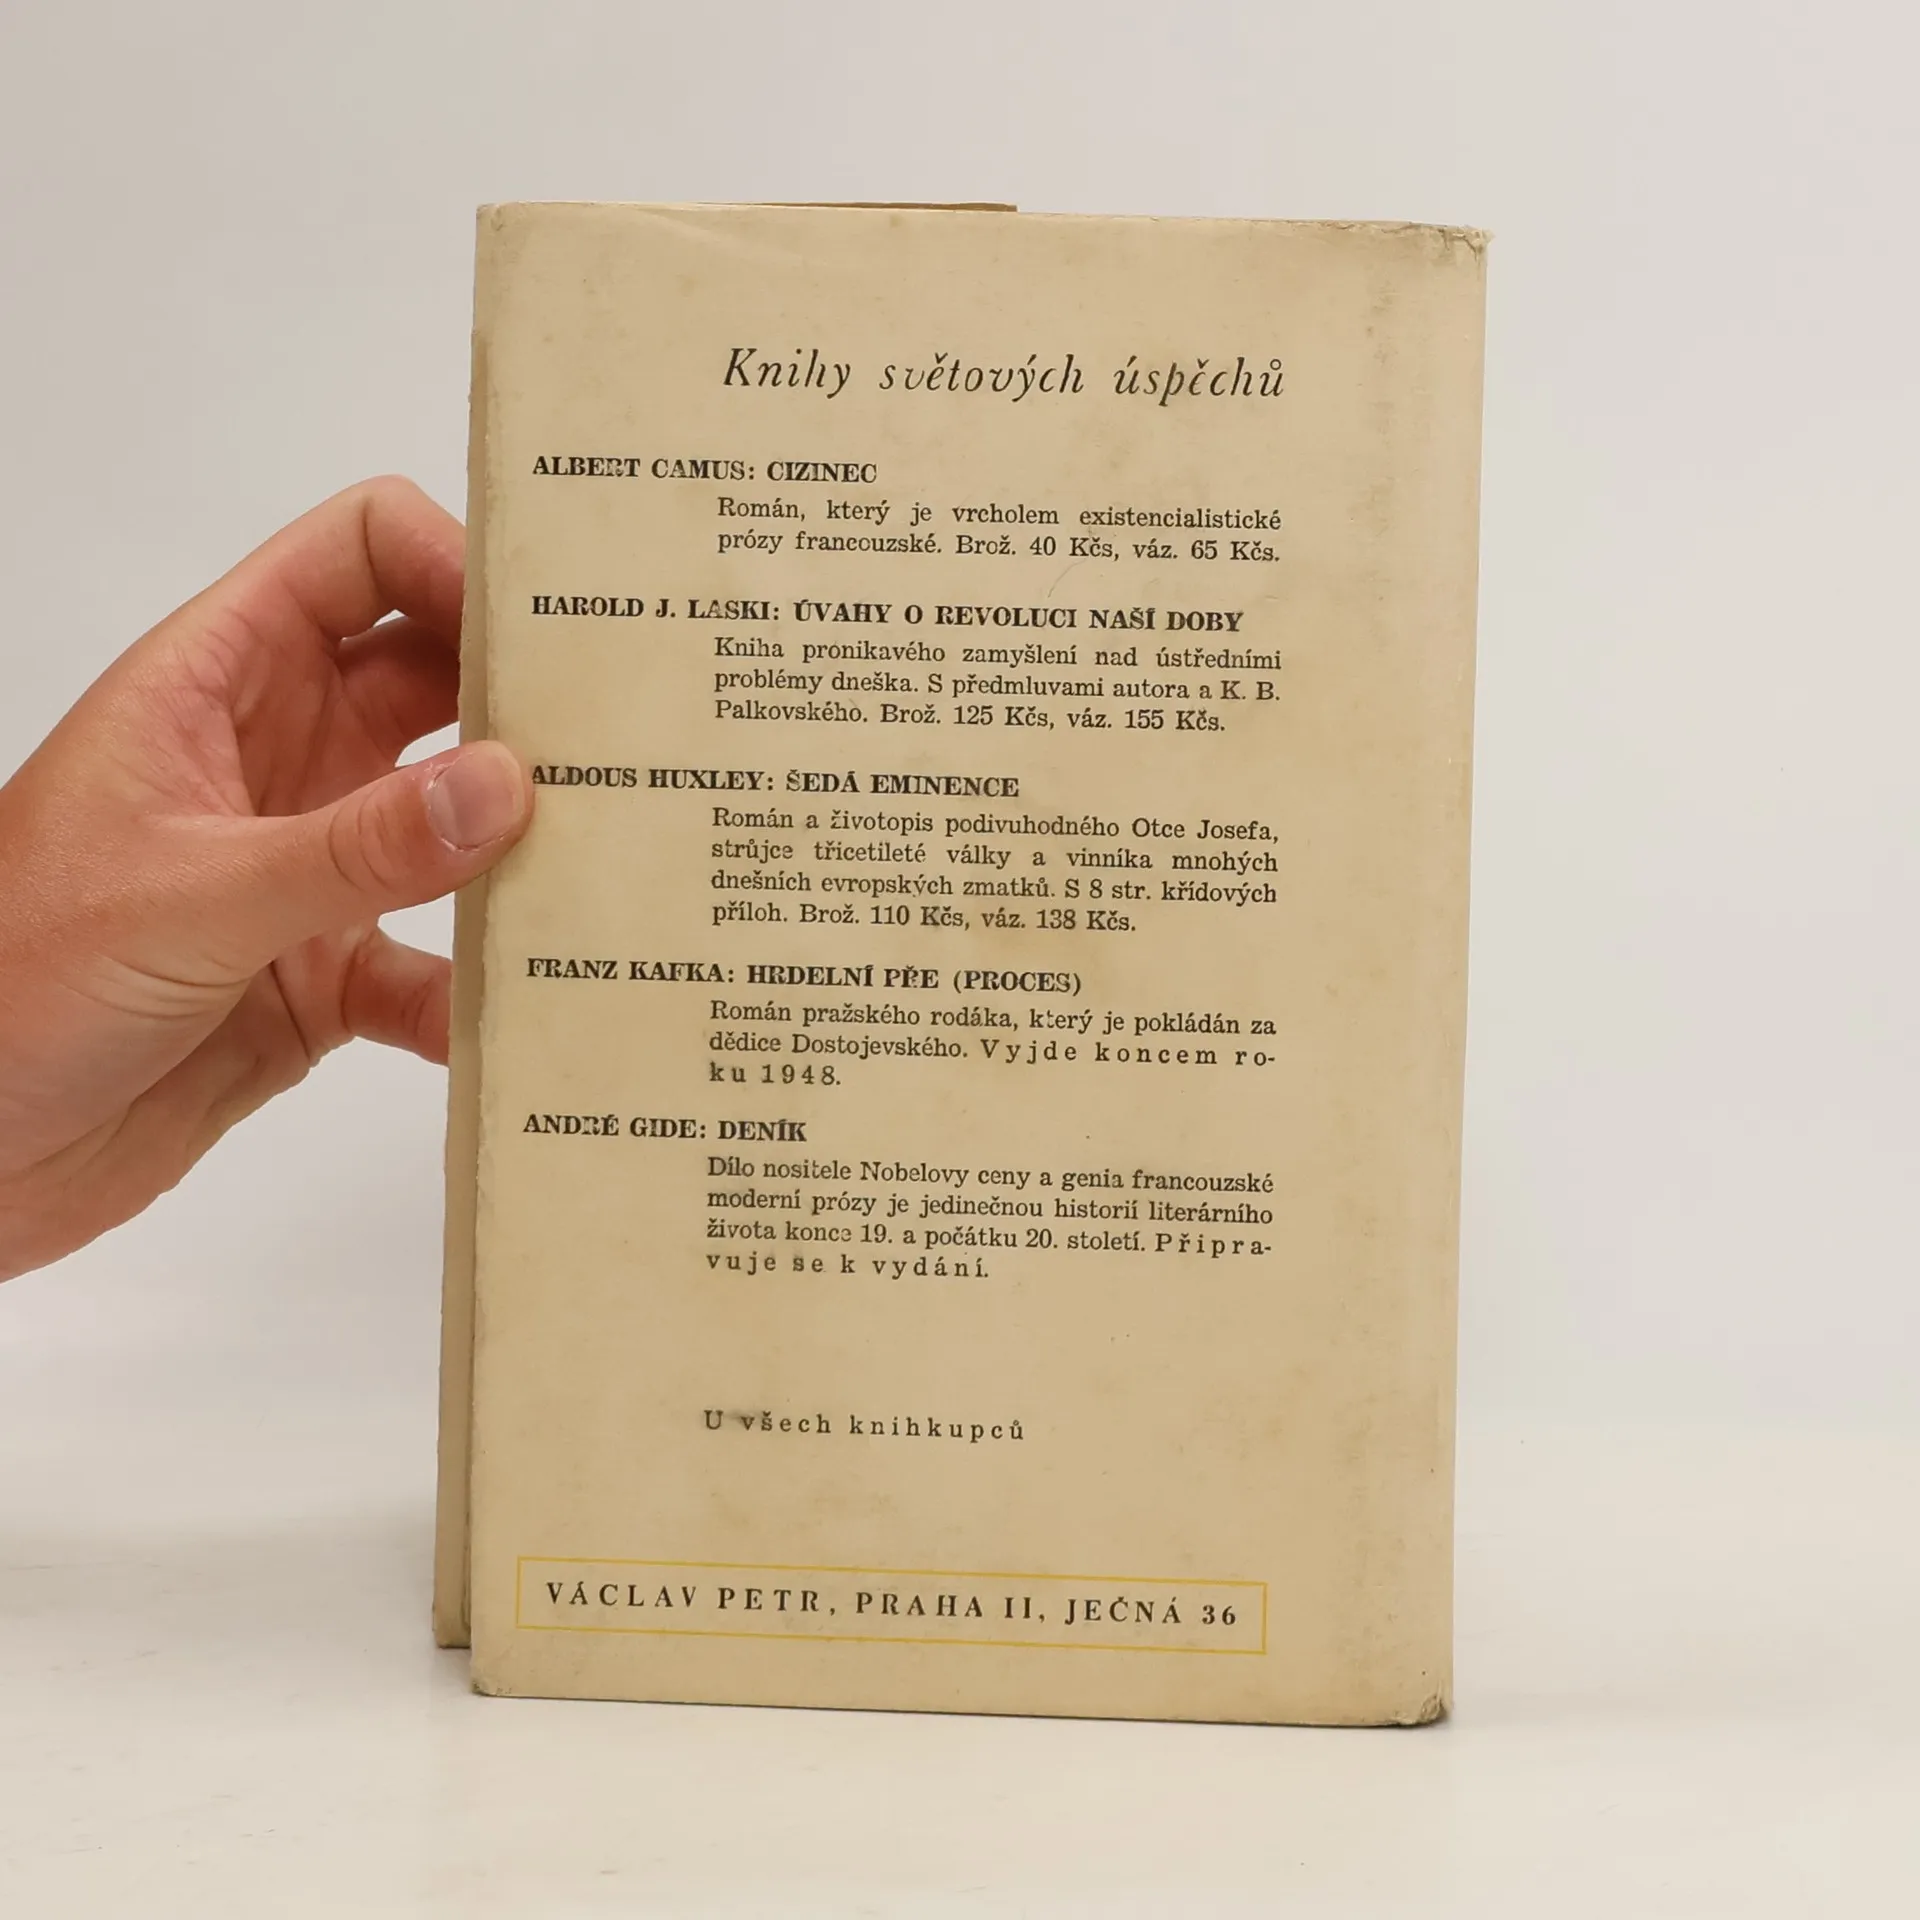 Knihy světových úspěchů
ALBERT CAMUS: CIZINEC
Román, který je vrcholem existencialistické
prózy francouzské. Brož. 40 Kčs, váz. 65 Kčs.
HAROLD J. LASKI: ÚVAHY O REVOLUCI NAŠÍ DOBY
Kniha pronikavého zamyšlení nad ústředními
problémy dneška. S předmluvami autora a K. B.
Palkovského. Brož. 125 Kčs, váz. 155 Kčs.
ALDOUS HUXLEY: ŠEDÁ EMINENCE
Román a životopis podivuhodného Otce Josefa,
strůjce třicetileté války a vinníka mnohých
dnešních evropských zmatků. S 8 str. křídových
příloh. Brož. 110 Kčs, váz. 138 Kčs.
FRANZ KAFKA: HRDELNÍ PŘE (PROCES)
Román pražského rodáka, který je pokládán za
dědice Dostojevského. Vyjde koncem ro-
ku 1948.
ANDRÉ GIDE: DENÍK
Dílo nositele Nobelovy ceny a genia francouzské
moderní prózy je jedinečnou historií literárního
života konce 19. a počátku 20. století. Připra-
vuje se k vydání.
U všech knihkupců
VÁCLAV PETR, PRAHA II, JEČNÁ 36